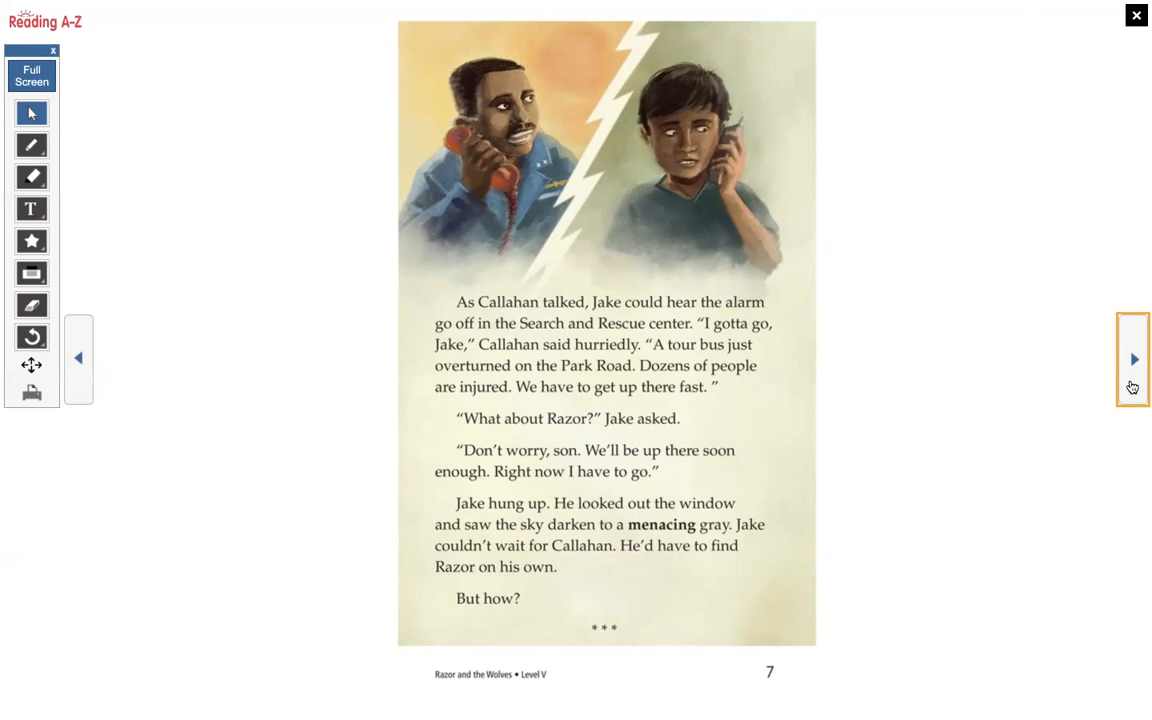 Reading A-Z
x
Full
Screen
T
As Callahan talked, Jake could hear the alarm
go off in the Search and Rescue center. “I gotta go,
Jake,” Callahan said hurriedly. “A tour bus just
overturned on the Park Road. Dozens of people
are injured. We have to get up there fast. ”
“What about Razor?” Jake asked.
“Don’t worry, son. We’ll be up there soon
enough. Right now I have to go.”
Jake hung up. He looked out the window
and saw the sky darken to a menacing gray. Jake
couldn’t wait for Callahan. He’d have to find
Razor on his own.
But how?
* * *
Razor and the Wolves • Level V
7